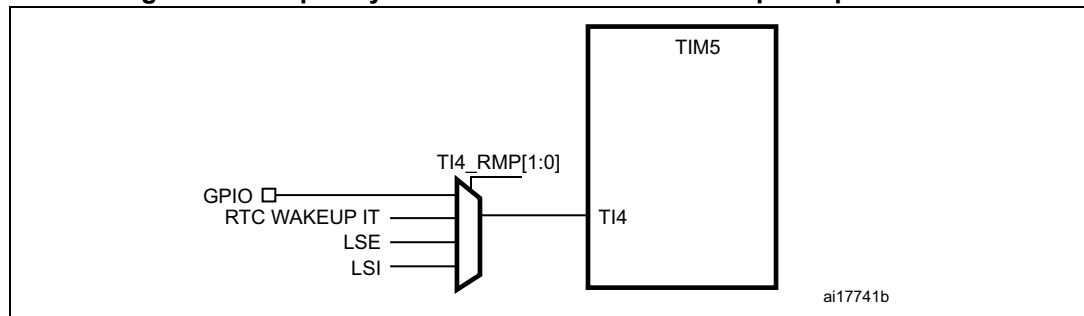 TIM5
TI4_RMP[1:0]
GPIO
RTC WAKEUP IT
TI4
LSE
LSI
ai17741b